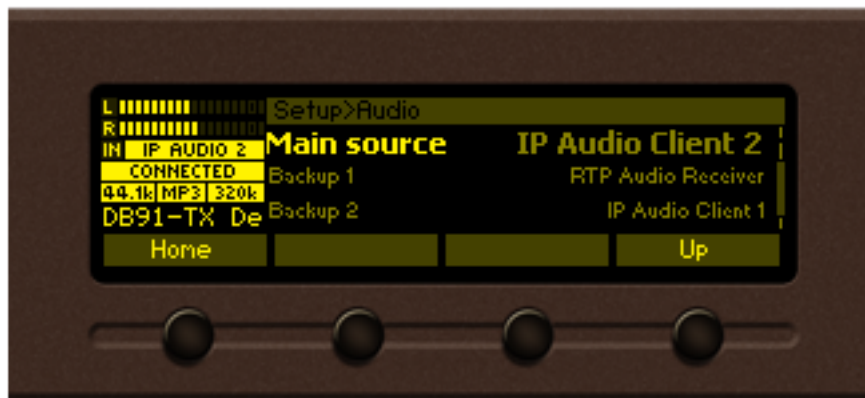 L
R
IN IP AUDIO 2
CONNECTED
44.1k MP3 320k
DB91-TX De
Setup>Audio
Main source IP Audio Client 2
Backup 1 RTP Audio Receiver
Backup 2 IP Audio Client 1
Home Up